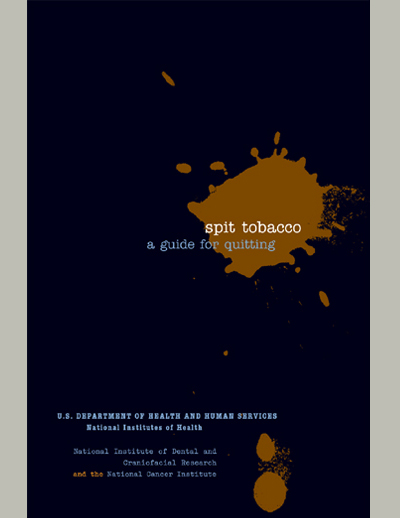 spit tobacco
a guide for quitting
U.S. DEPARTMENT OF HEALTH AND HUMAN SERVICES
National Institutes of Health
National Institute of Dental and
Craniofacial Research
and the National Cancer Institute